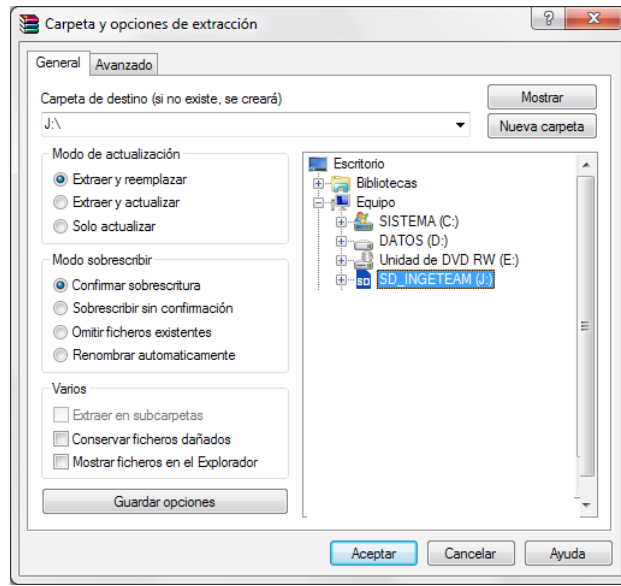 Carpeta y opciones de extracción
General
Avanzado
Carpeta de destino (si no existe, se creará)
Mostrar
J:\
Nueva carpeta
Modo de actualización
Extraer y reemplazar
Extraer y actualizar
Solo actualizar
Modo sobrescribir
Confirmar sobrescritura
Sobrescribir sin confirmación
Omitir ficheros existentes
Renombrar automaticamente
Varios
Extraer en subcarpetas
Conservar ficheros dañados
Mostrar ficheros en el Explorador
Guardar opciones
Escritorio
Bibliotecas
Equipo
SISTEMA (C:)
DATOS (D:)
Unidad de DVD RW (E:)
SD SD_INGETEAM (J:)
Aceptar
Cancelar
Ayuda